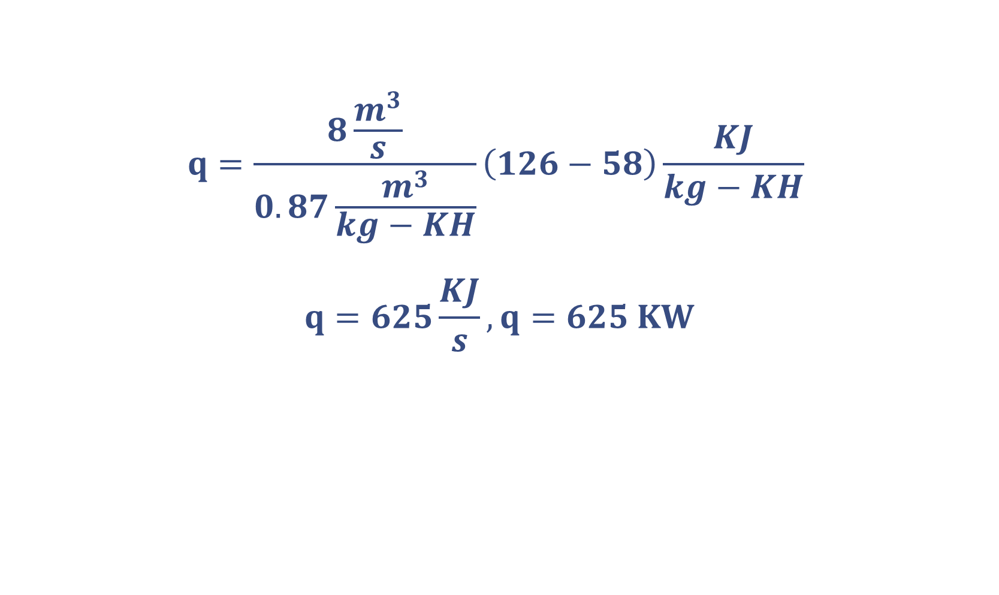 q = 8 m³/s / 0.87 m³/kg − KH (126 − 58) KJ/kg − KH
q = 625 KJ/s , q = 625 KW